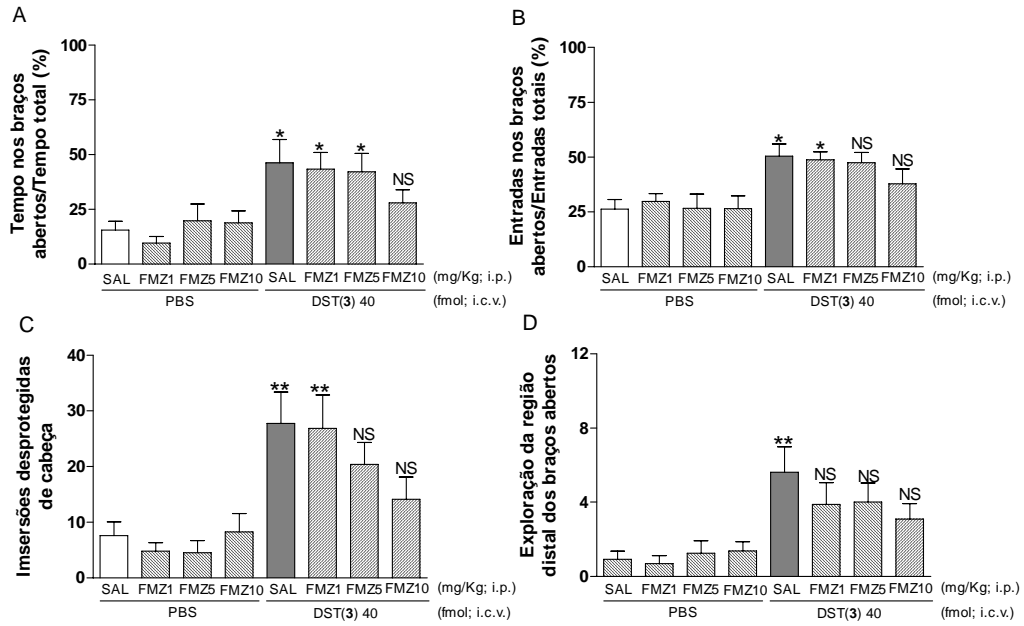 A
Tempo nos braços
abertos/Tempo total (%)
100
75
50
25
0
*
*
*
NS
SAL FMZ1 FMZ5 FMZ10 SAL FMZ1 FMZ5 FMZ10 (mg/Kg; i.p.)
PBS DST(3) 40 (fmol; i.c.v.)
B
Entradas nos braços
abertos/Entradas totais (%)
100
75
50
25
0
*
*
NS
NS
SAL FMZ1 FMZ5 FMZ10 SAL FMZ1 FMZ5 FMZ10 (mg/Kg; i.p.)
PBS DST(3) 40 (fmol; i.c.v.)
C
Imsersões desprotegidas
de cabeça
40
30
20
10
0
**
**
NS
NS
SAL FMZ1 FMZ5 FMZ10 SAL FMZ1 FMZ5 FMZ10 (mg/Kg; i.p.)
PBS DST(3) 40 (fmol; i.c.v.)
D
Exploração da região
distal dos braços abertos
12
8
4
0
**
NS
NS
NS
SAL FMZ1 FMZ5 FMZ10 SAL FMZ1 FMZ5 FMZ10 (mg/Kg; i.p.)
PBS DST(3) 40 (fmol; i.c.v.)